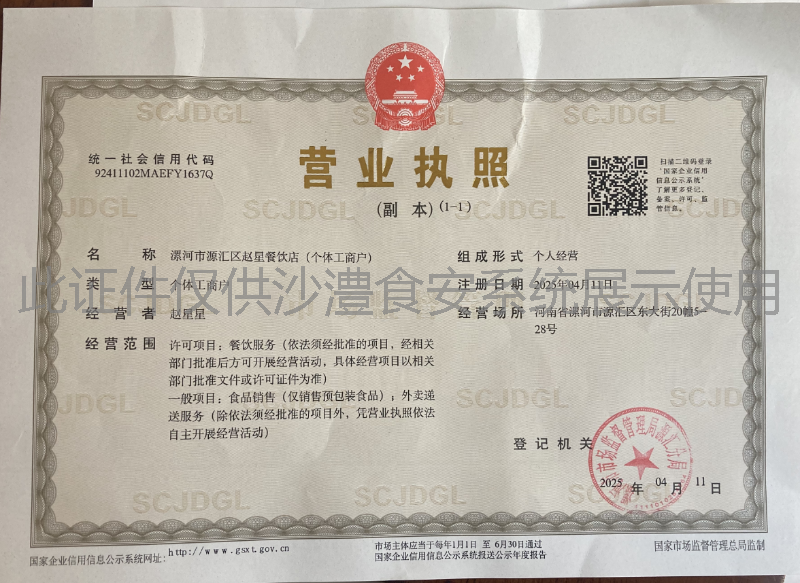 营业执照
(副 本)(1-1)
统一社会信用代码
92411102MAEFY1637Q
扫描二维码登录
"国家企业信用
信息公示系统"
了解更多登记、
备案、许可、监
管信息。
名 称 漯河市源汇区赵星餐饮店（个体工商户）
类 型 个体工商户
经 营 者 赵星星
经营范围 许可项目：餐饮服务（依法须经批准的项目，经相关
部门批准后方可开展经营活动，具体经营项目以相关
部门批准文件或许可证件为准）
一般项目：食品销售（仅销售预包装食品）；外卖递
送服务（除依法须经批准的项目外，凭营业执照依法
自主开展经营活动）
组成形式 个人经营
注册日期 2025年04月11日
经营场所 河南省漯河市源汇区东大街20幢5-
28号
此证件仅供沙澧食安系统展示使用
登记机关
2025 年 04 月 11 日
国家企业信用信息公示系统网址：http://www.gsxt.gov.cn
市场主体应当于每年1月1日 至 6月30日通过
国家企业信用信息公示系统报送公示年度报告
国家市场监督管理总局监制
SCJDGL
SCJDGL
SCJDGL
SCJDGL
SCJDGL
SCJDGL
SCJDGL
SCJDGL
SCJDGL
SCJDGL